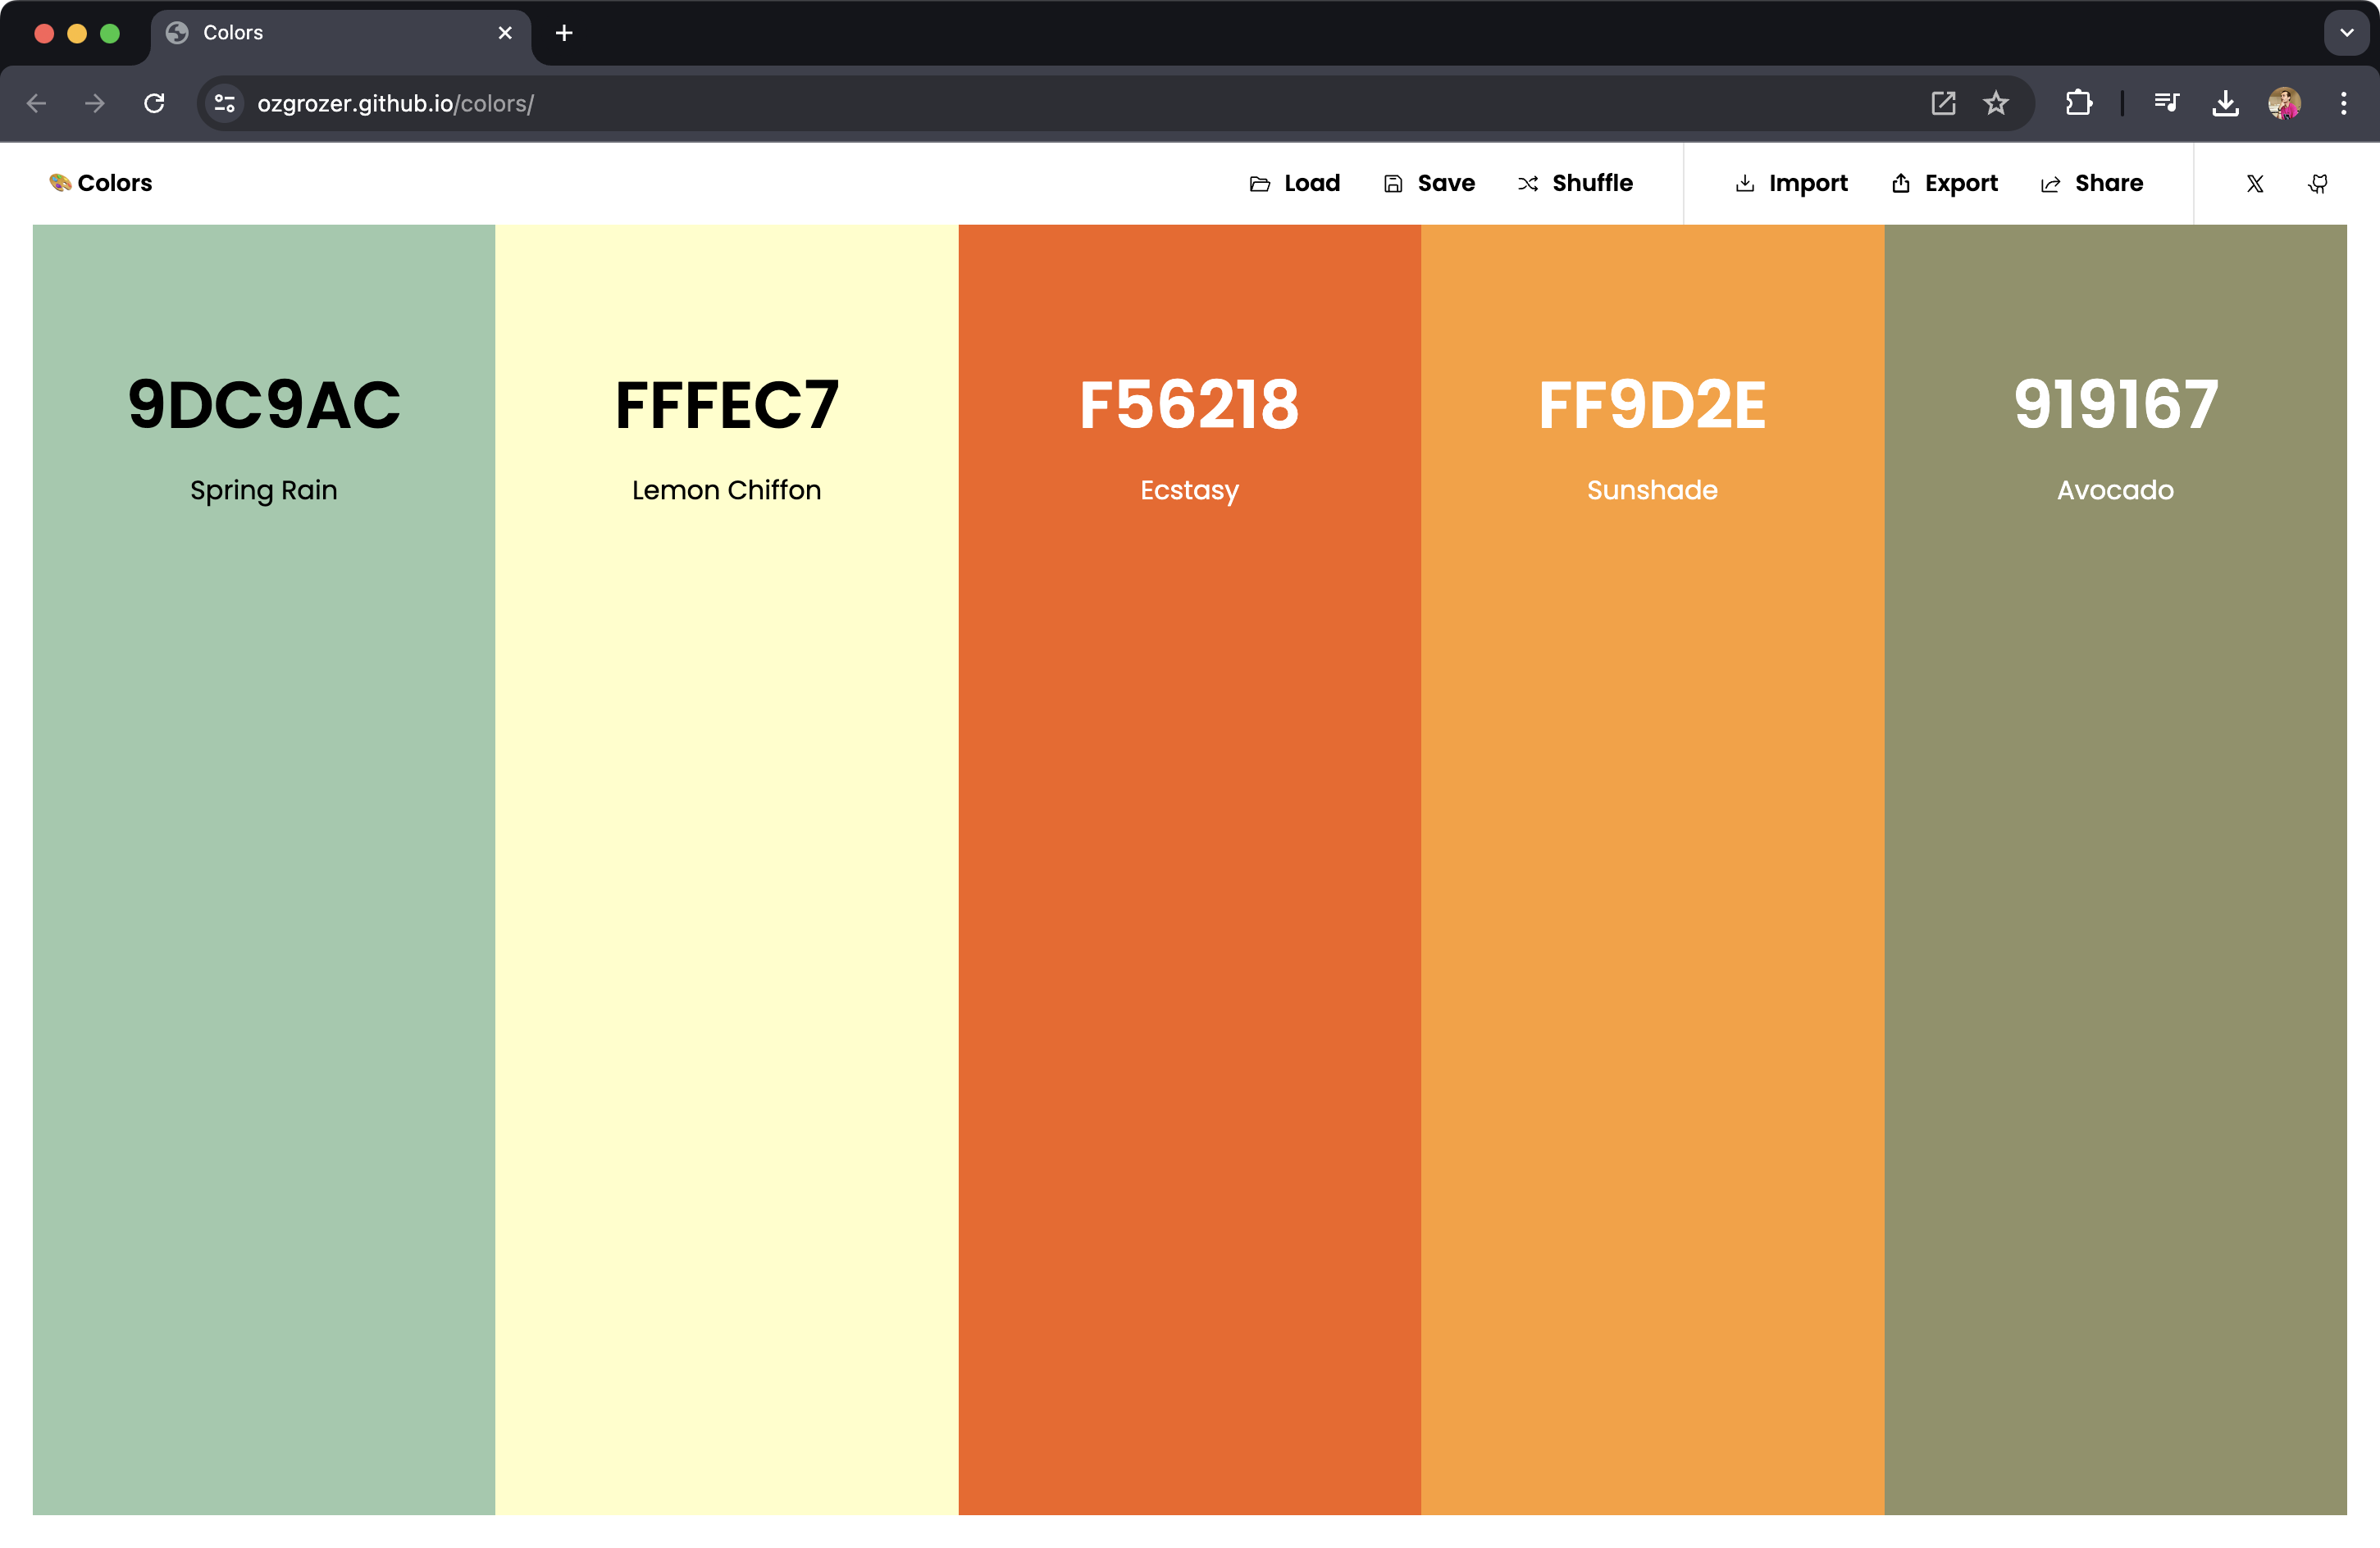 Colors
ozgrozer.github.io/colors/
🎨 Colors
Load Save Shuffle Import Export Share
9DC9AC FFFEC7 F56218 FF9D2E 919167
Spring Rain Lemon Chiffon Ecstasy Sunshade Avocado